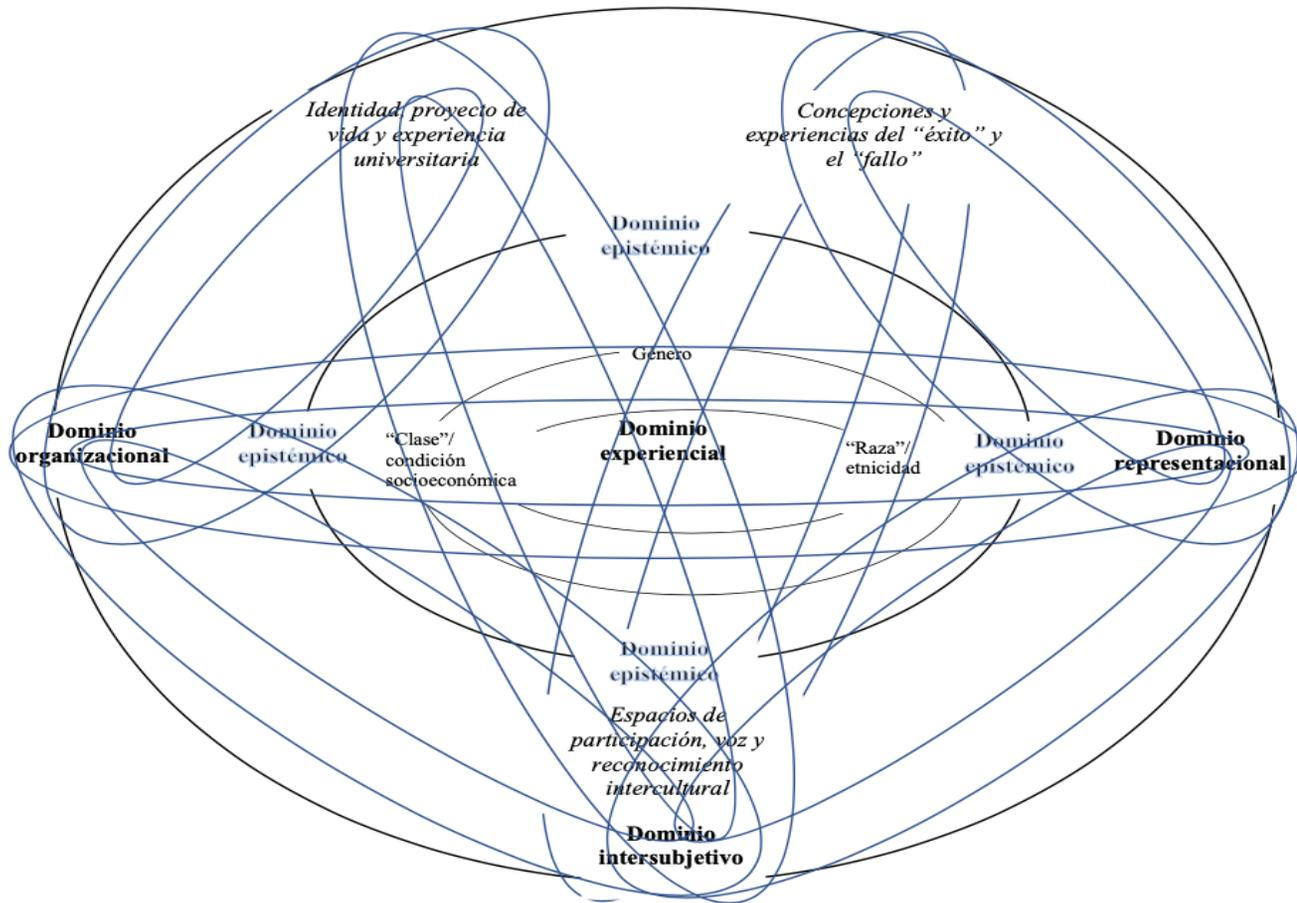 Identidad, proyecto de
vida y experiencia
universitaria
Concepciones y
experiencias del “éxito” y
el “fallo”
Dominio
epistémico
Género
Dominio
organizacional
Dominio
epistémico
“Clase”/
condición
socioeconómica
Dominio
experiencial
“Raza”/
etnicidad
Dominio
epistémico
Dominio
representacional
Dominio
epistémico
Espacios de
participación, voz y
reconocimiento
intercultural
Dominio
intersubjetivo